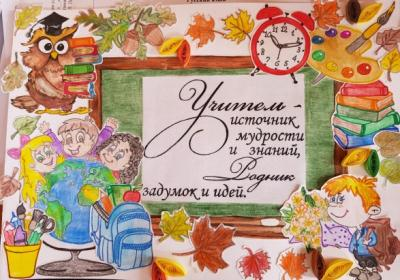 Учитель -
источник
мудрости
и знаний,
Родник
задумок и идей.